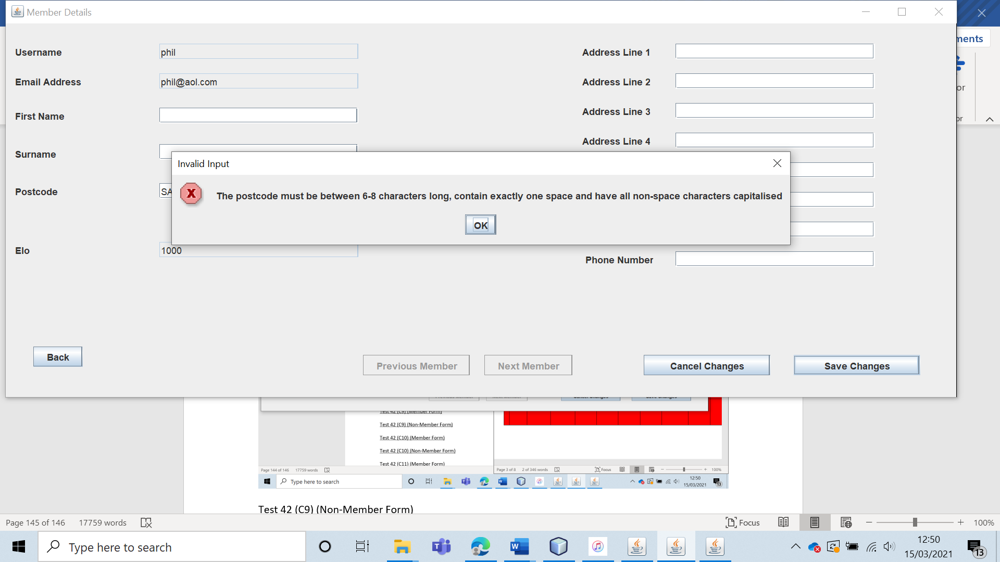 Member Details
ments
Username
phil
Address Line 1
Email Address
phil@aol.com
Address Line 2
or
First Name
Address Line 3
or
Address Line 4
Surname
Invalid Input
Postcode
SA
The postcode must be between 6-8 characters long, contain exactly one space and have all non-space characters capitalised
OK
Elo
1000
Phone Number
Back
Previous Member
Next Member
Cancel Changes
Save Changes
Test 42 (C9) (Member Form)
Test 42 (C9) (Non-Member Form)
Test 42 (C10) (Member Form)
Test 42 (C10) (Non-Member Form)
Test 42 (C11) (Member Form)
Page 144 of 146 17759 words
Page 3 of 8 2 of 346 words
Focus
100%
Type here to search
12:50
15/03/2021
13
Test 42 (C9) (Non-Member Form)
Page 145 of 146 17759 words
Focus
100%
Type here to search
12:50
15/03/2021
13